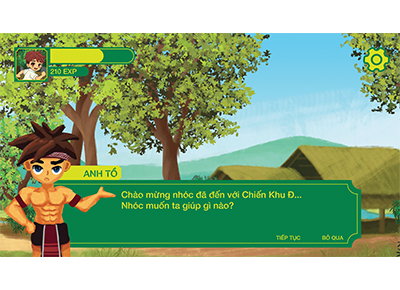 210 EXP
ANH TỒ
Chào mừng nhóc đã đến với Chiến Khu Đ...
Nhóc muốn ta giúp gì nào?
TIẾP TỤC
BỎ QUA